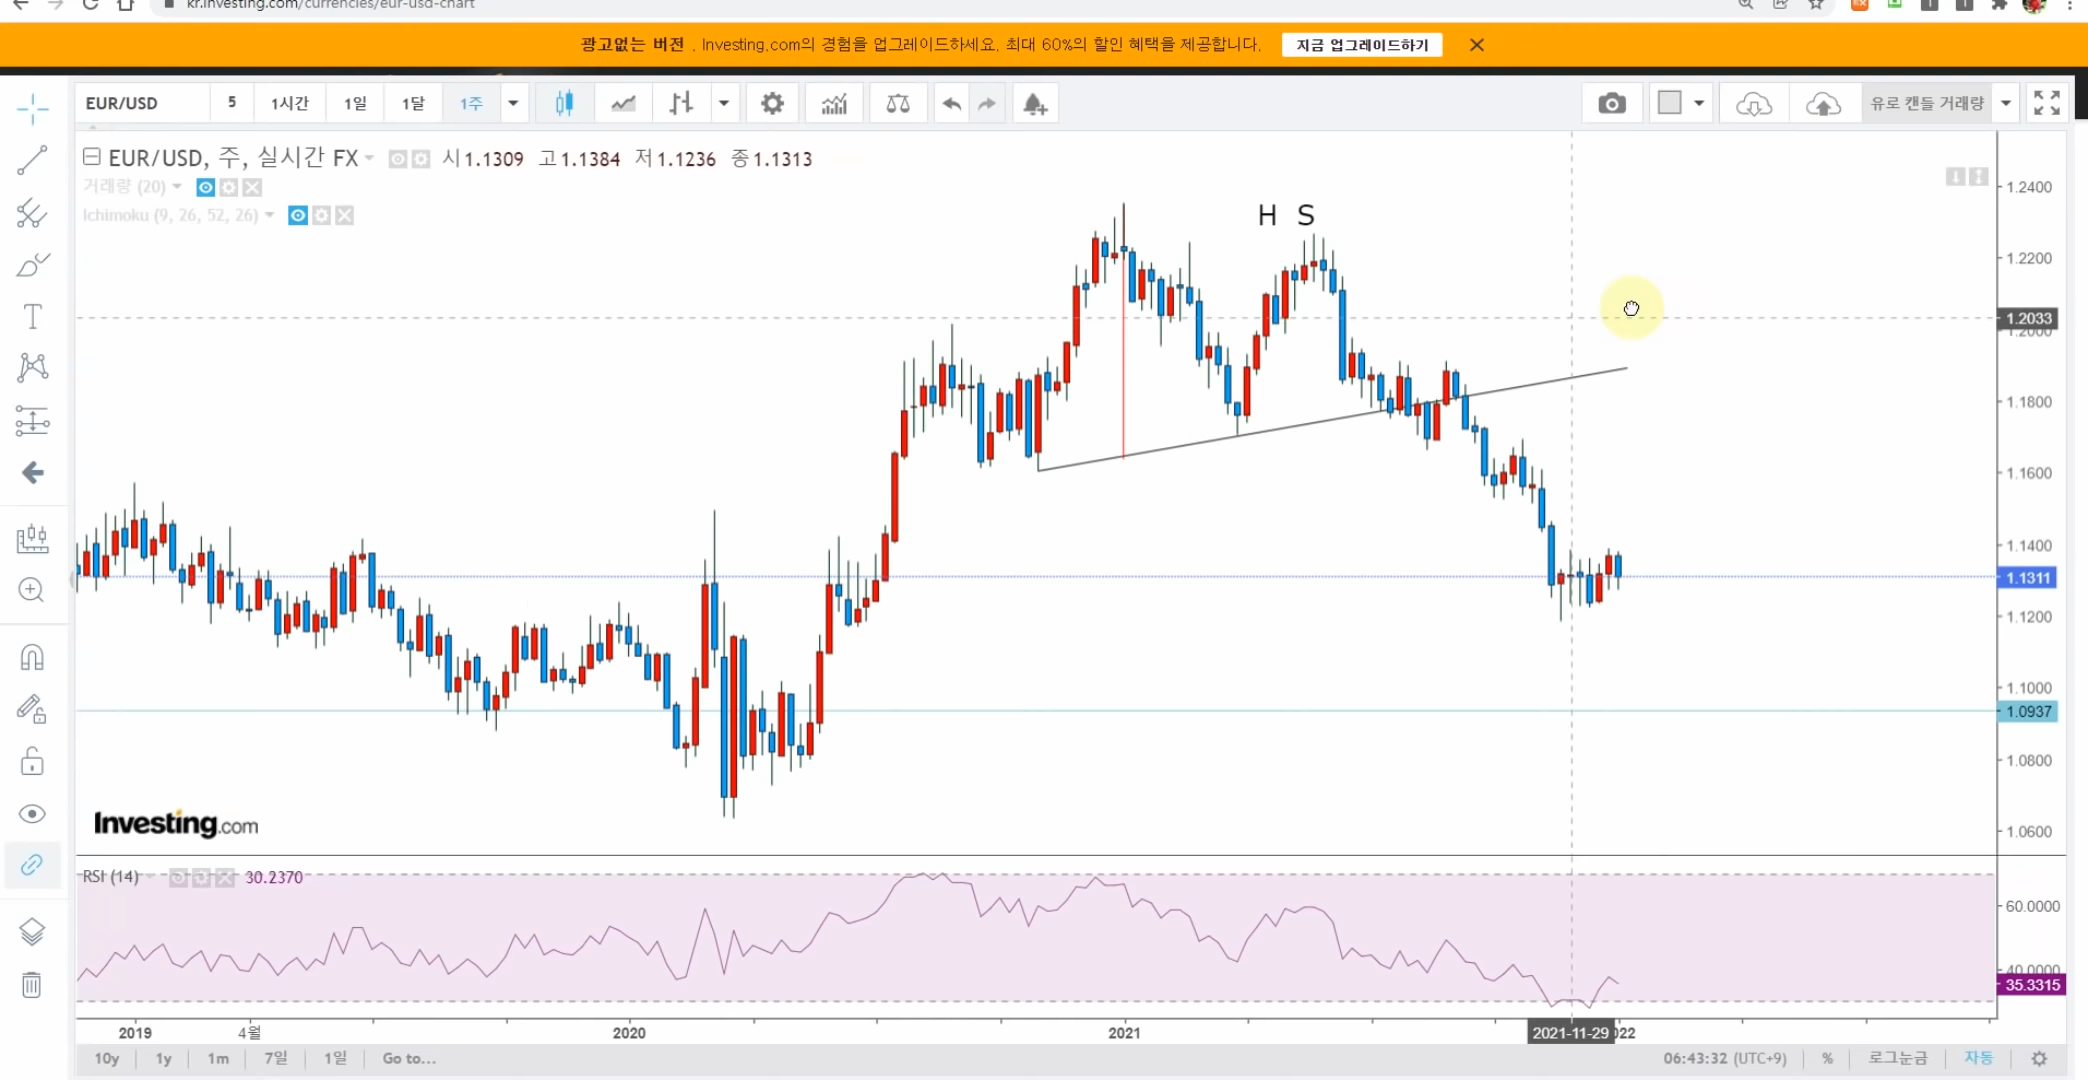 kr.investing.com/currencies/eur-usd-chart
광고없는 버전 . Investing.com의 경험을 업그레이드하세요. 최대 60%의 할인 혜택을 제공합니다. 지금 업그레이드하기
EUR/USD 5 1시간 1일 1달 1주 유로 캔들 거래량
EUR/USD, 주, 실시간 FX 시1.1309 고1.1384 저1.1236 종1.1313
거래량 (20)
Ichimoku (9, 26, 52, 26)
H S
1.2400
1.2200
1.2033
1.2000
1.1800
1.1600
1.1400
1.1311
1.1200
1.1000
1.0937
1.0800
1.0600
Investing.com
RSI (14) 30.2370
60.0000
40.0000
35.3315
2019 4월 2020 2021 2021-11-29 022
10y 1y 1m 7일 1일 Go to... 06:43:32 (UTC+9) % 로그눈금 자동